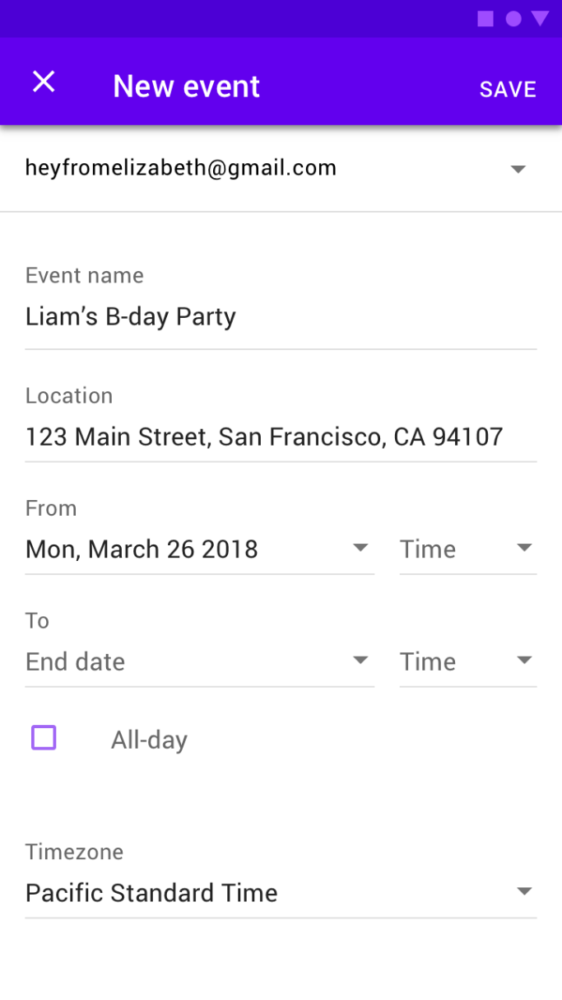 New event
SAVE
heyfromelizabeth@gmail.com
Event name
Liam’s B-day Party
Location
123 Main Street, San Francisco, CA 94107
From
Mon, March 26 2018 Time
To
End date Time
All-day
Timezone
Pacific Standard Time